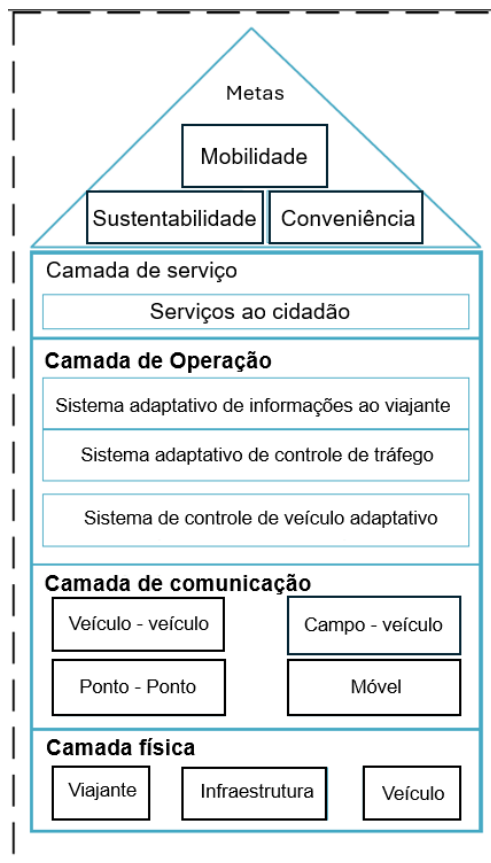 Metas
Mobilidade
Sustentabilidade Conveniência
Camada de serviço
Serviços ao cidadão
Camada de Operação
Sistema adaptativo de informações ao viajante
Sistema adaptativo de controle de tráfego
Sistema de controle de veículo adaptativo
Camada de comunicação
Veículo - veículo Campo - veículo
Ponto - Ponto Móvel
Camada física
Viajante Infraestrutura Veículo